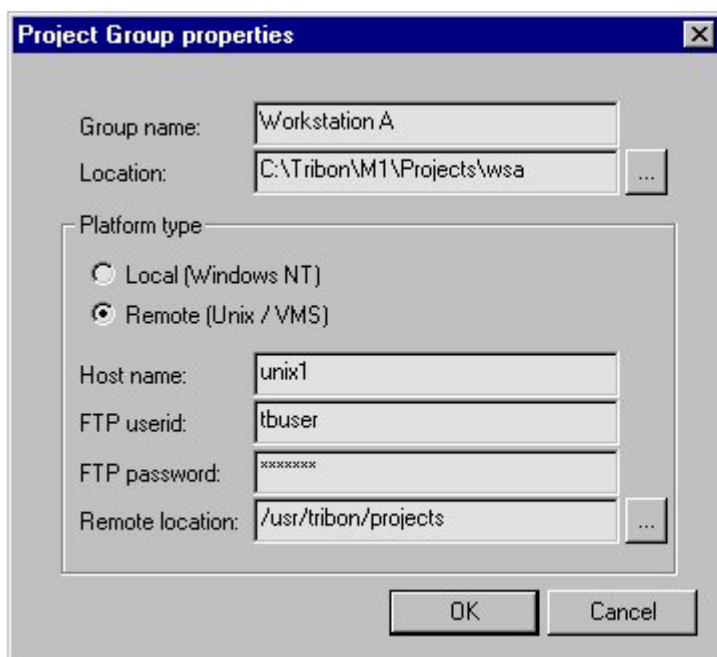 Project Group properties
Group name: Workstation A
Location: C:\Tribon\M1\Projects\wsa ...
Platform type
Local (Windows NT)
Remote (Unix / VMS)
Host name: unix1
FTP userid: tbuser
FTP password: *******
Remote location: /usr/tribon/projects ...
OK Cancel